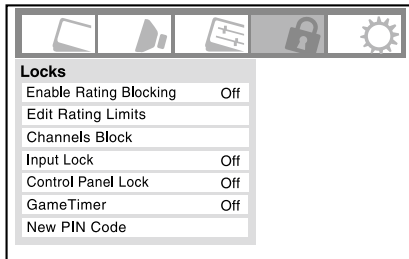 Locks
Enable Rating Blocking Off
Edit Rating Limits
Channels Block
Input Lock Off
Control Panel Lock Off
GameTimer Off
New PIN Code